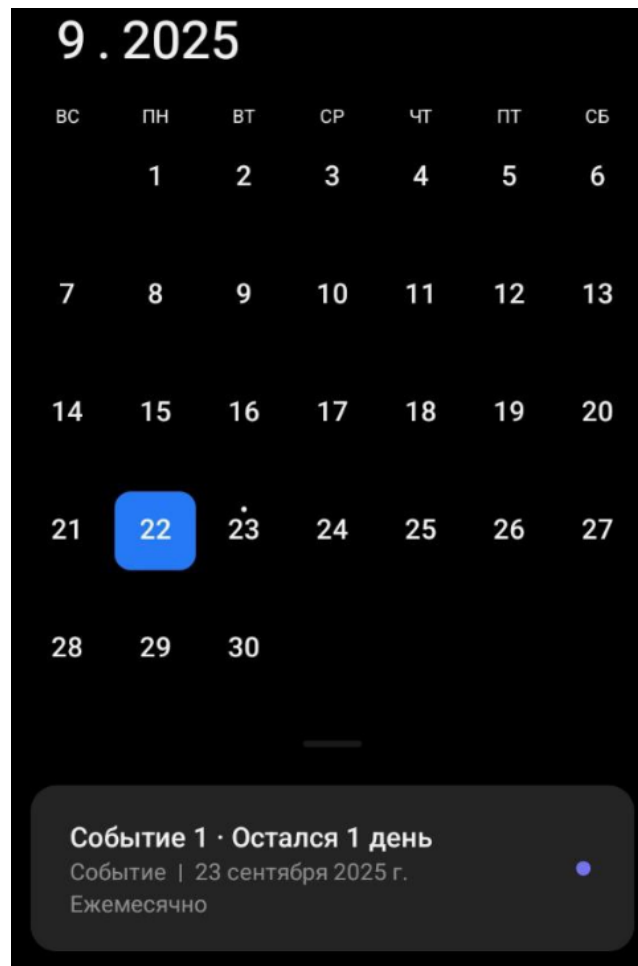 9 . 2025
ВС ПН ВТ СР ЧТ ПТ СБ
1 2 3 4 5 6
7 8 9 10 11 12 13
14 15 16 17 18 19 20
21 22 23 24 25 26 27
28 29 30
Событие 1 · Остался 1 день
Событие | 23 сентября 2025 г.
Ежемесячно